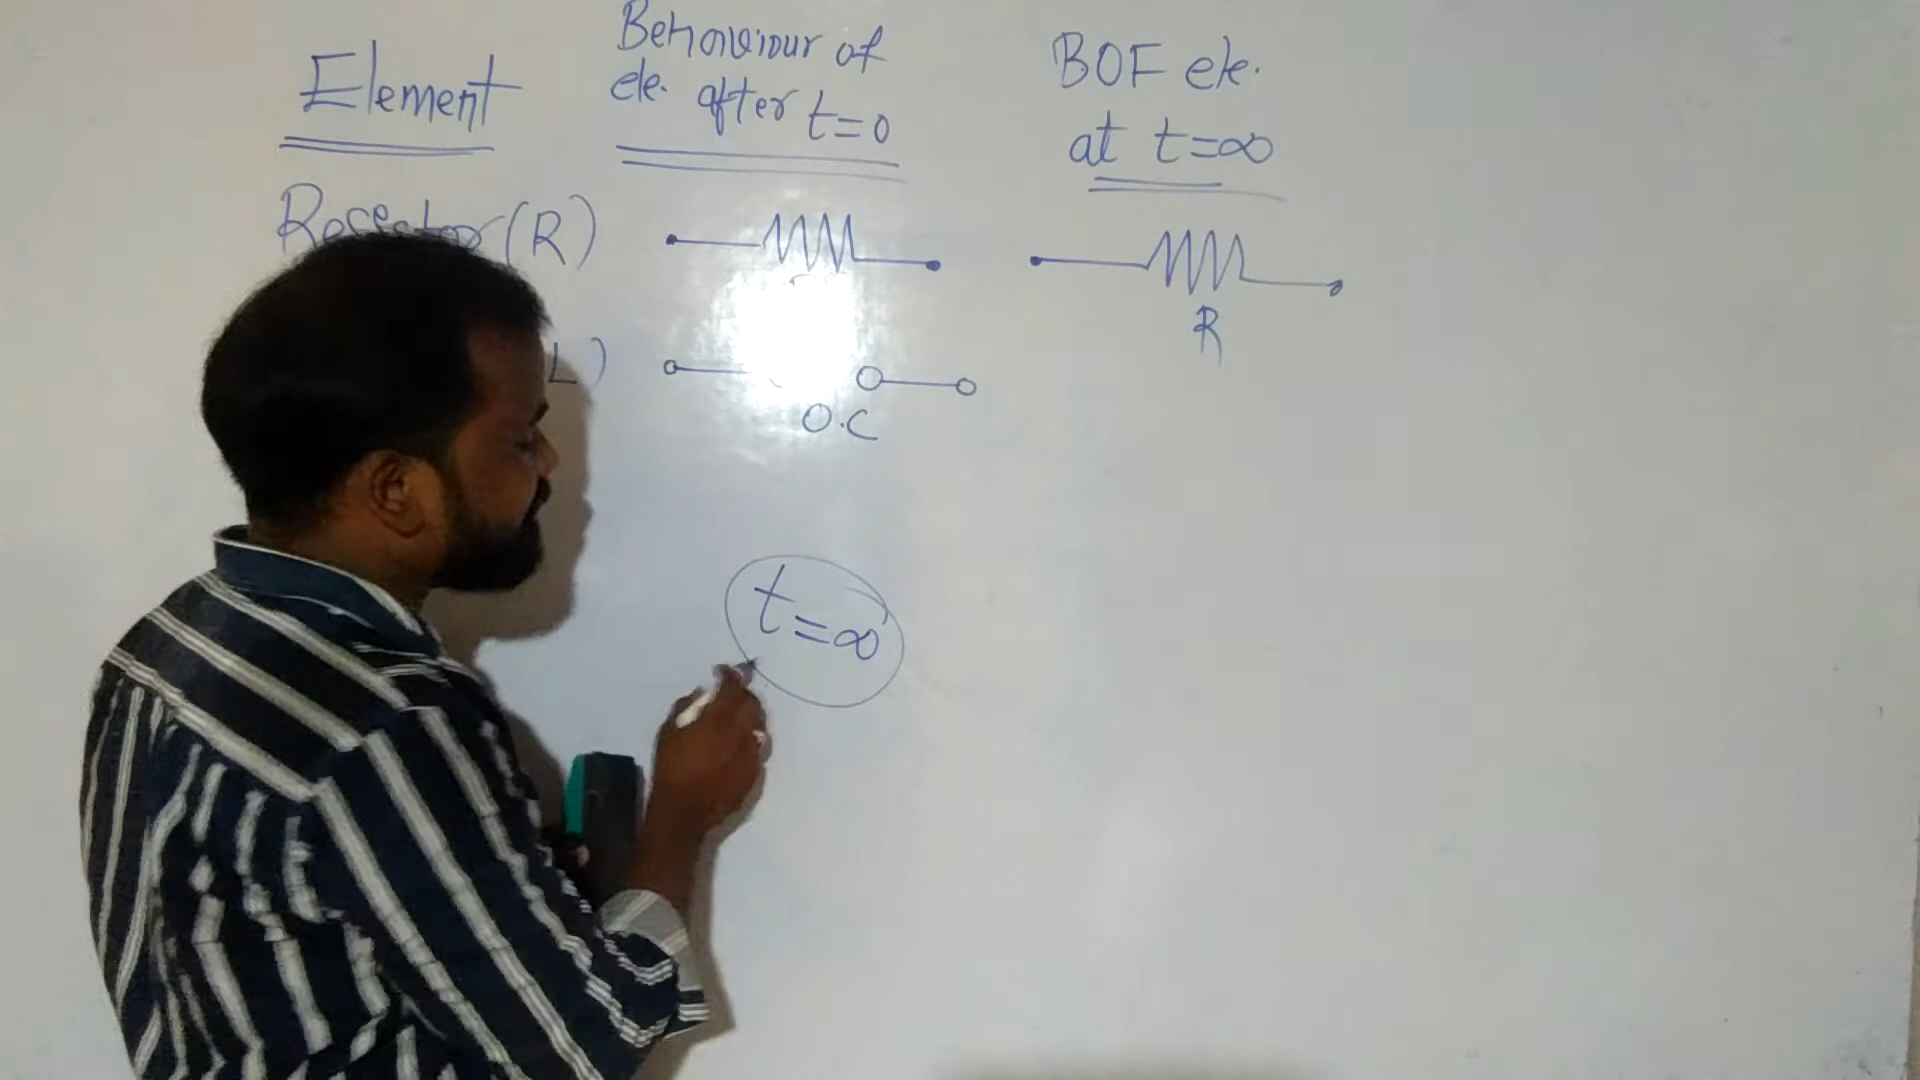 Element
Behaviour of
ele. after t=0
BOF ele.
at t=∞
(R)
R
L)
O.C
t=∞